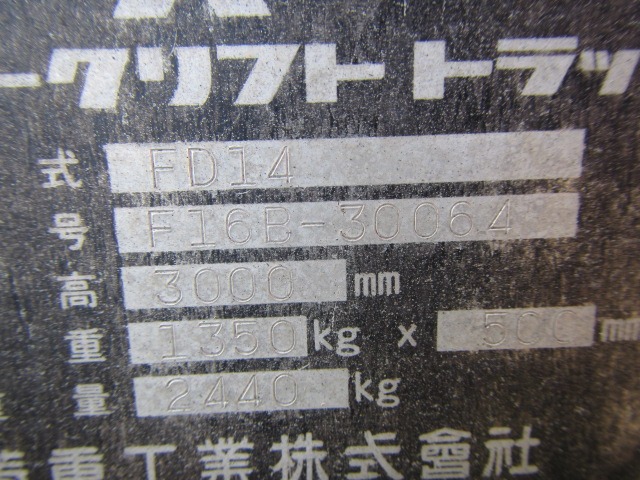 ークリフトトラッ
式 FD14
号 F16B-30064
高 3000 mm
重 1350 kg x 500 mm
量 2440 kg
重工業株式會社